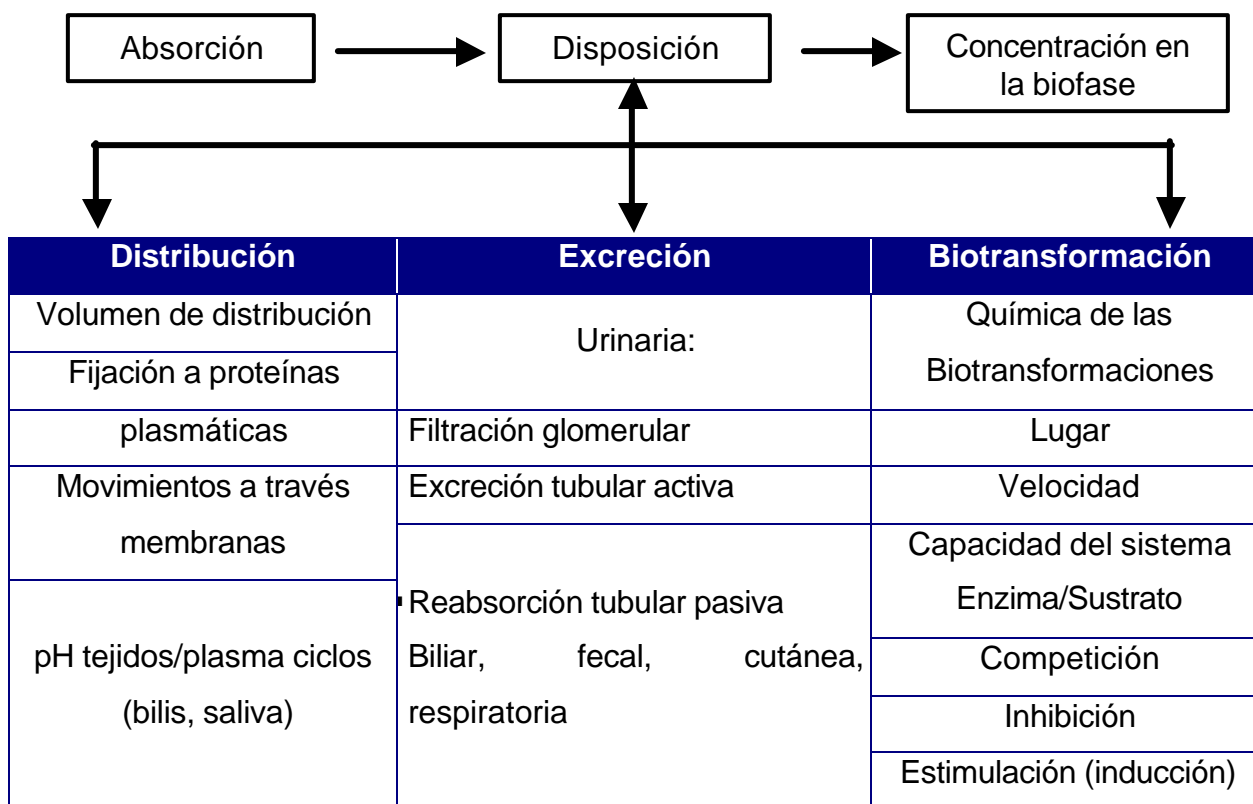 Absorción
Disposición
Concentración en
la biofase
Distribución
Excreción
Biotransformación
Volumen de distribución
Fijación a proteínas
plasmáticas
Movimientos a través
membranas
pH tejidos/plasma ciclos
(bilis, saliva)
Urinaria:
Filtración glomerular
Excreción tubular activa
Reabsorción tubular pasiva
Biliar, fecal, cutánea,
respiratoria
Química de las
Biotransformaciones
Lugar
Velocidad
Capacidad del sistema
Enzima/Sustrato
Competición
Inhibición
Estimulación (inducción)